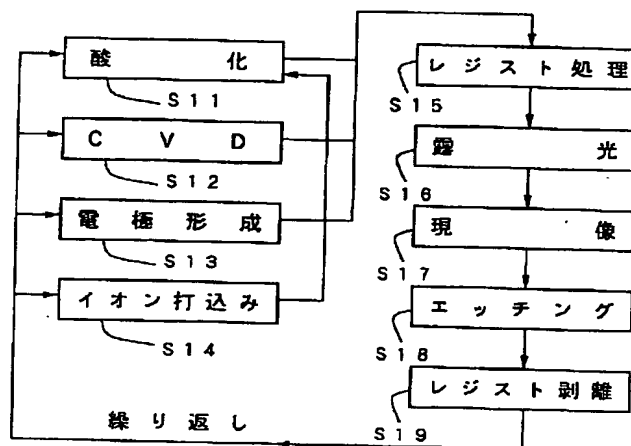 酸化
S11
CVD
S12
電極形成
S13
イオン打込み
S14
繰り返し
レジスト処理
S15
露光
S16
現像
S17
エッチング
S18
レジスト剥離
S19